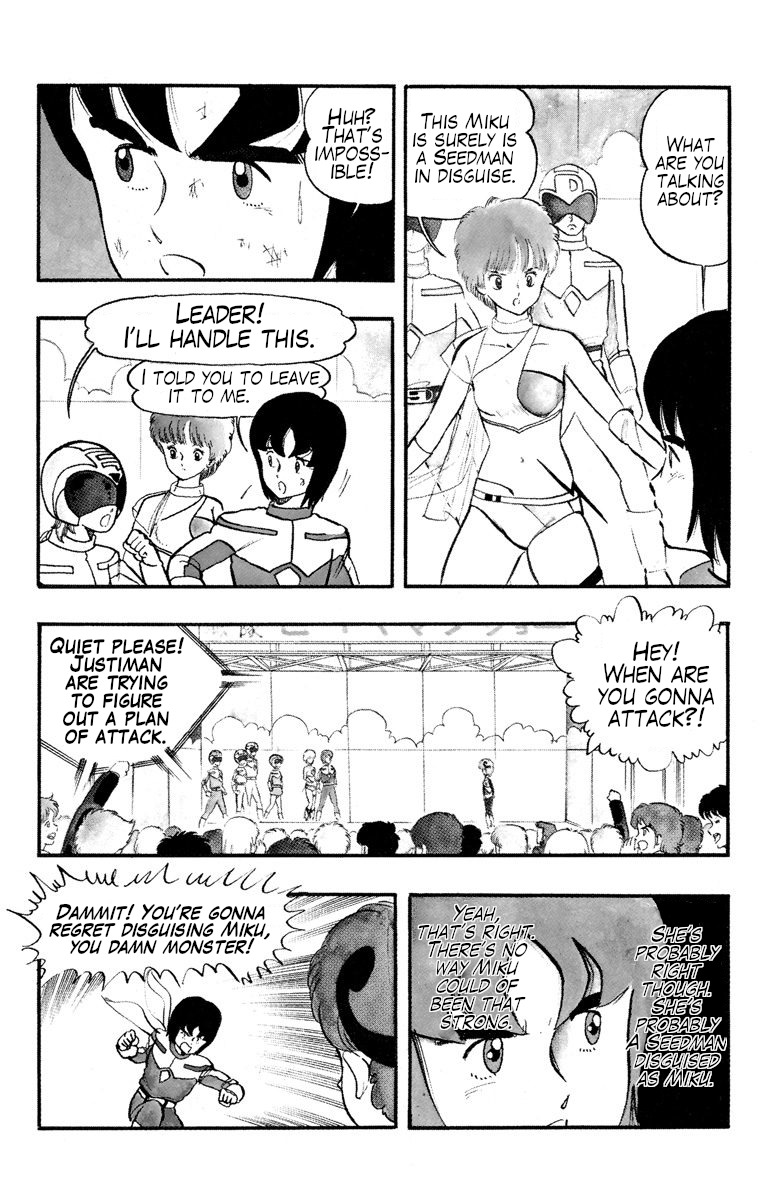 WHAT
ARE YOU
TALKING
ABOUT?
THIS MIKU
IS SURELY IS
A SEEDMAN
IN DISGUISE.
D
HUH?
THAT'S
IMPOSS-
IBLE!
LEADER!
I'LL HANDLE THIS.
I TOLD YOU TO LEAVE
IT TO ME.
HEY!
WHEN ARE
YOU GONNA
ATTACK?!
QUIET PLEASE!
JUSTIMAN
ARE TRYING
TO FIGURE
OUT A PLAN
OF ATTACK.
SHE'S
PROBABLY
RIGHT
THOUGH.
SHE'S
PROBABLY
A SEEDMAN
DISGUISED
AS MIKU.
YEAH,
THAT'S RIGHT.
THERE'S NO
WAY MIKU
COULD OF
BEEN THAT
STRONG.
DAMMIT! YOU'RE GONNA
REGRET DISGUISING MIKU,
YOU DAMN MONSTER!